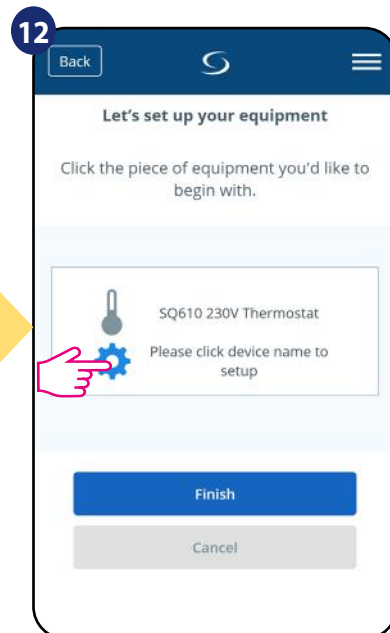 12
Back
Let's set up your equipment
Click the piece of equipment you'd like to
begin with.
SQ610 230V Thermostat
Please click device name to
setup
Finish
Cancel